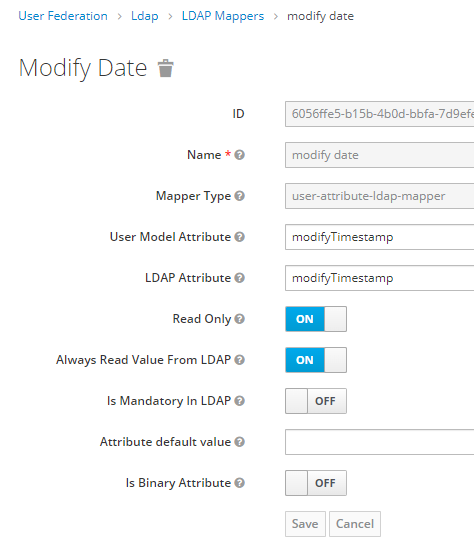 User Federation > Ldap > LDAP Mappers > modify date
Modify Date
ID 6056ffe5-b15b-4b0d-bbfa-7d9efe
Name * modify date
Mapper Type user-attribute-ldap-mapper
User Model Attribute modifyTimestamp
LDAP Attribute modifyTimestamp
Read Only ON
Always Read Value From LDAP ON
Is Mandatory In LDAP OFF
Attribute default value
Is Binary Attribute OFF
Save Cancel